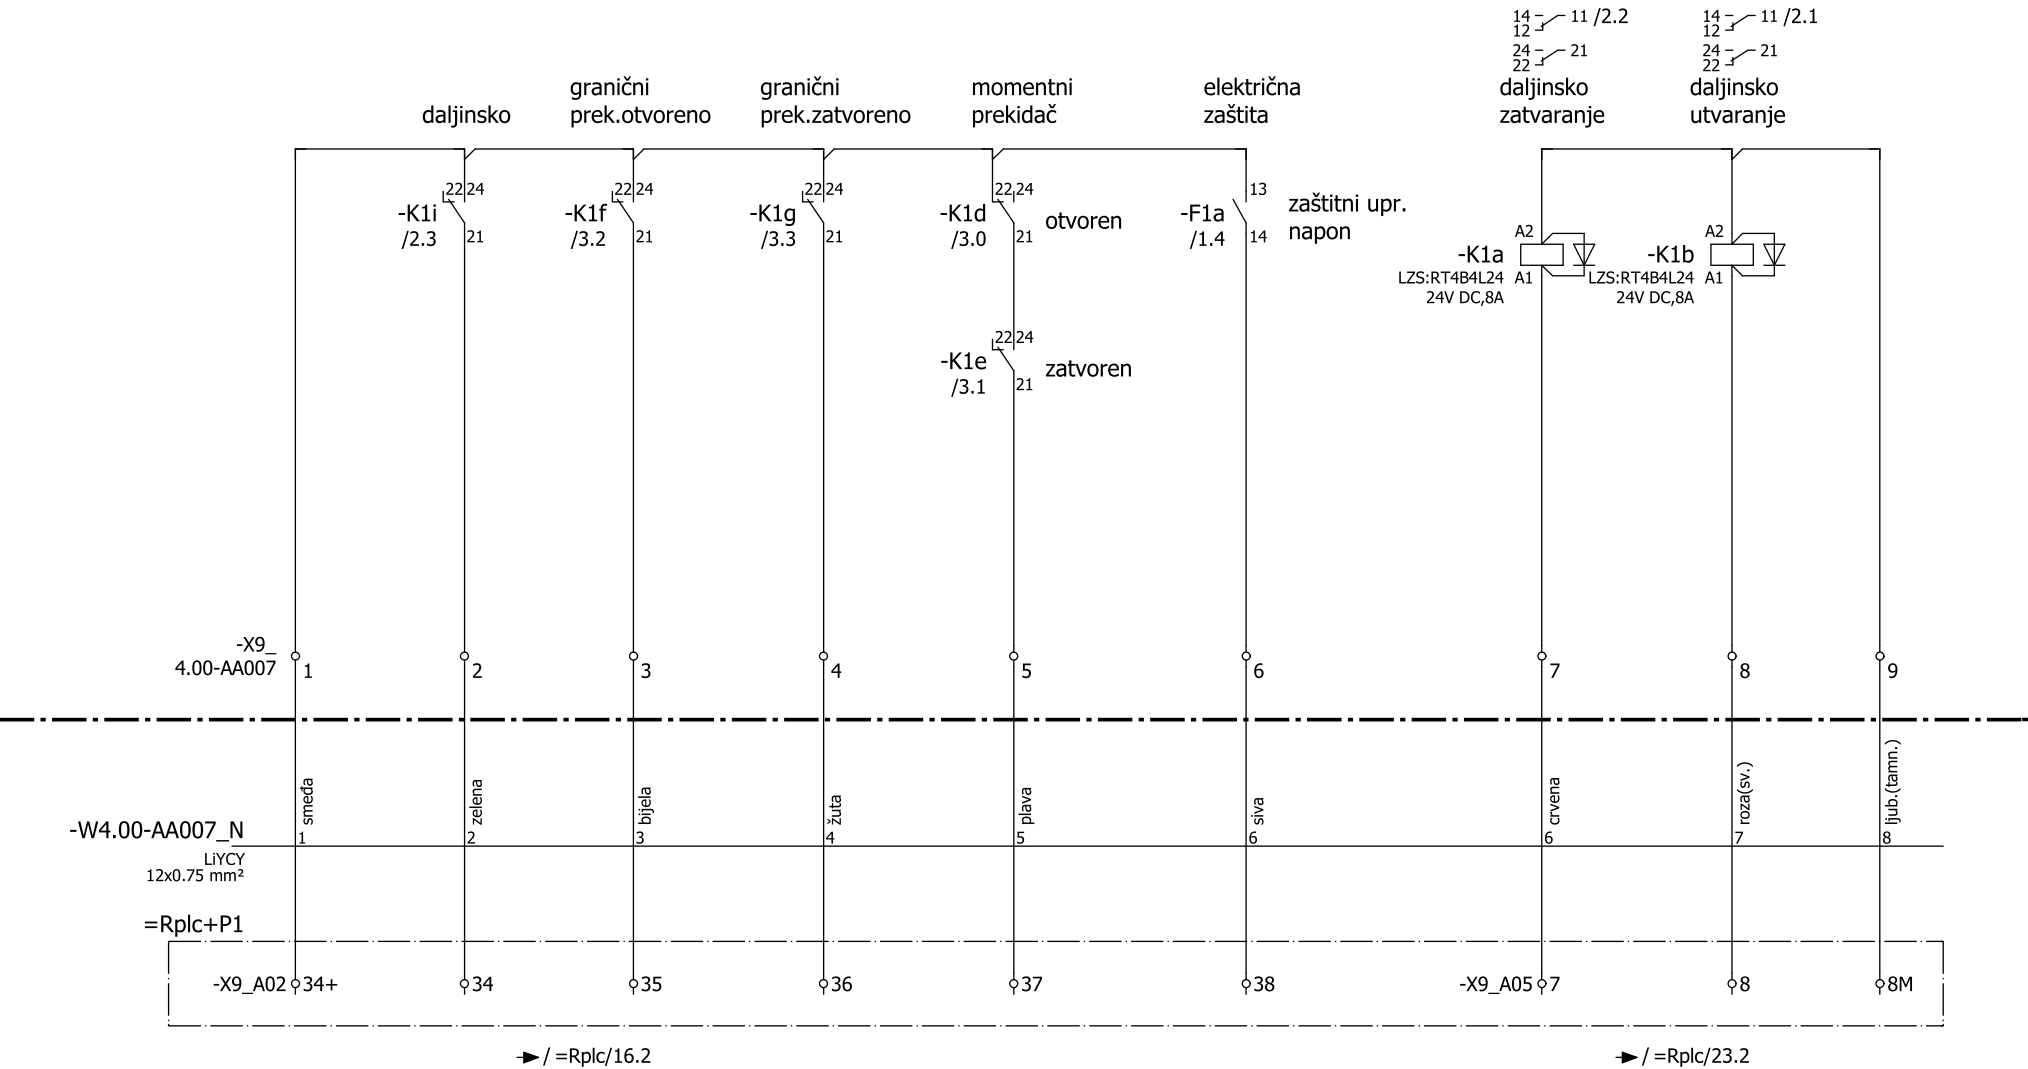 14 11 /2.2
12
24 21
22
14 11 /2.1
12
24 21
22
daljinsko
granični
prek.otvoreno
granični
prek.zatvoreno
momentni
prekidač
električna
zaštita
daljinsko
zatvaranje
daljinsko
utvaranje
22 24
-K1i
/2.3 21
22 24
-K1f
/3.2 21
22 24
-K1g
/3.3 21
22 24
-K1d otvoren
/3.0 21
22 24
-K1e zatvoren
/3.1 21
13
-F1a
/1.4 14
zaštitni upr.
napon
A2
-K1a
LZS:RT4B4L24 A1
24V DC,8A
A2
-K1b
LZS:RT4B4L24 A1
24V DC,8A
-X9_
4.00-AA007 1 2 3 4 5 6 7 8 9
smeđa
zelena
bijela
žuta
plava
siva
crvena
roza(sv.)
ljub.(tamn.)
-W4.00-AA007_N 1 2 3 4 5 6 6 7 8
LiYCY
12x0.75 mm²
=Rplc+P1
-X9_A02 34+ 34 35 36 37 38 -X9_A05 7 8 8M
/ =Rplc/16.2
/ =Rplc/23.2